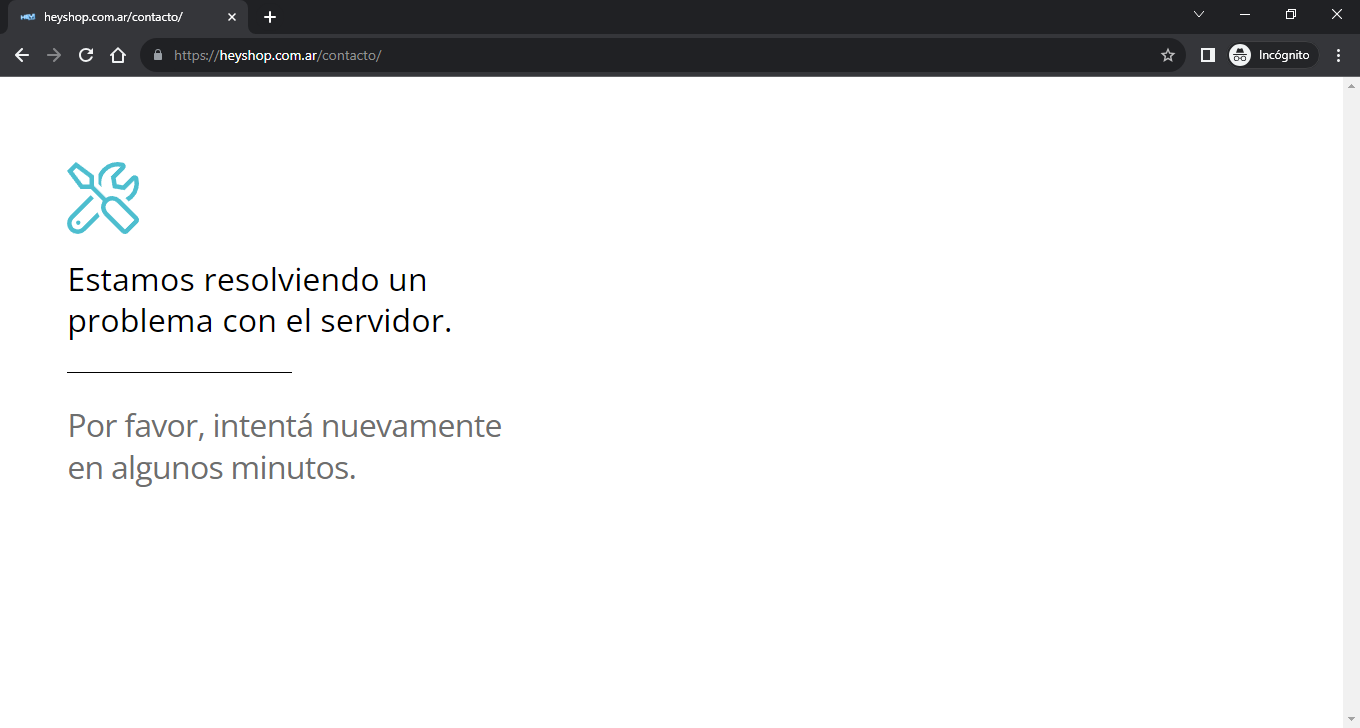 heyshop.com.ar/contacto/
https://heyshop.com.ar/contacto/
Incógnito
Estamos resolviendo un
problema con el servidor.
Por favor, intentá nuevamente
en algunos minutos.